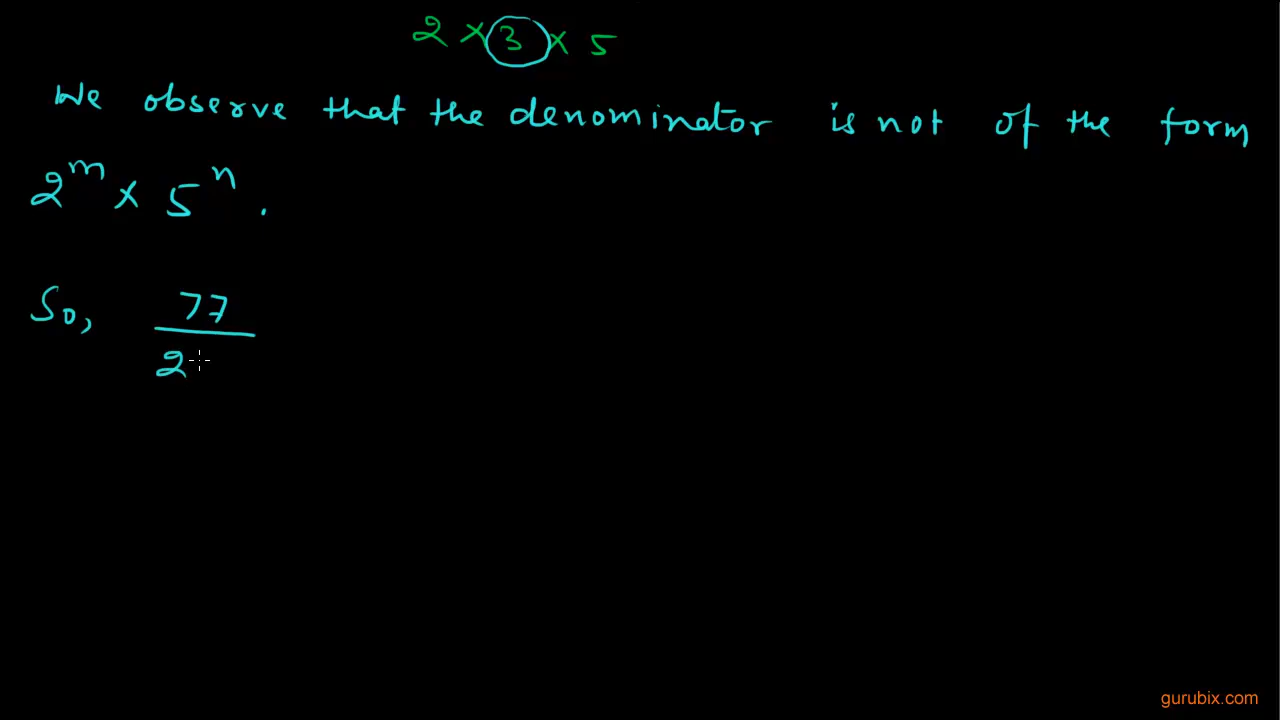 2 × 3 × 5
We observe that the denominator is not of the form
2^m × 5^n .
So, 77
2
gurubix.com